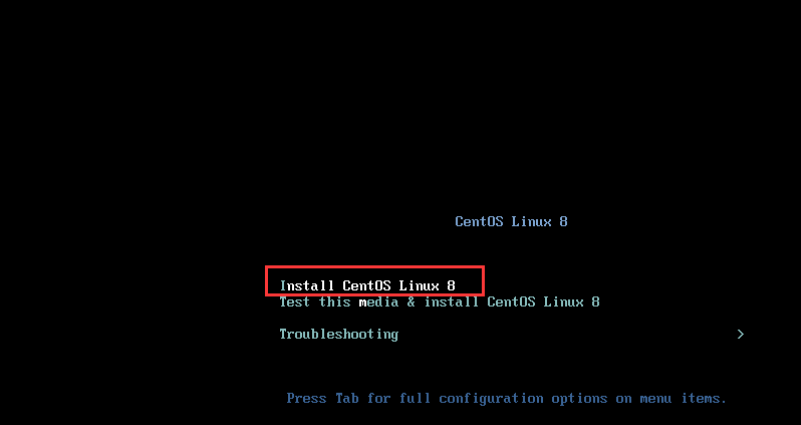 CentOS Linux 8
Install CentOS Linux 8
Test this media & install CentOS Linux 8
Troubleshooting >
Press Tab for full configuration options on menu items.